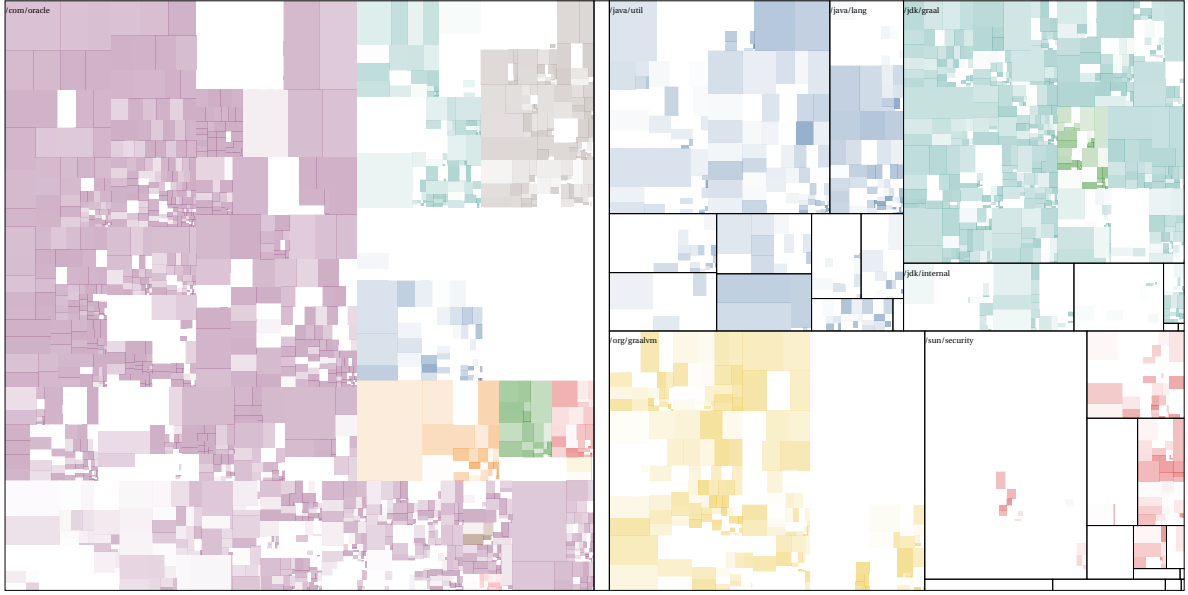 /com/oracle
/java/util
/java/lang
/jdk/graal
/jdk/internal
/org/graalvm
/sun/security